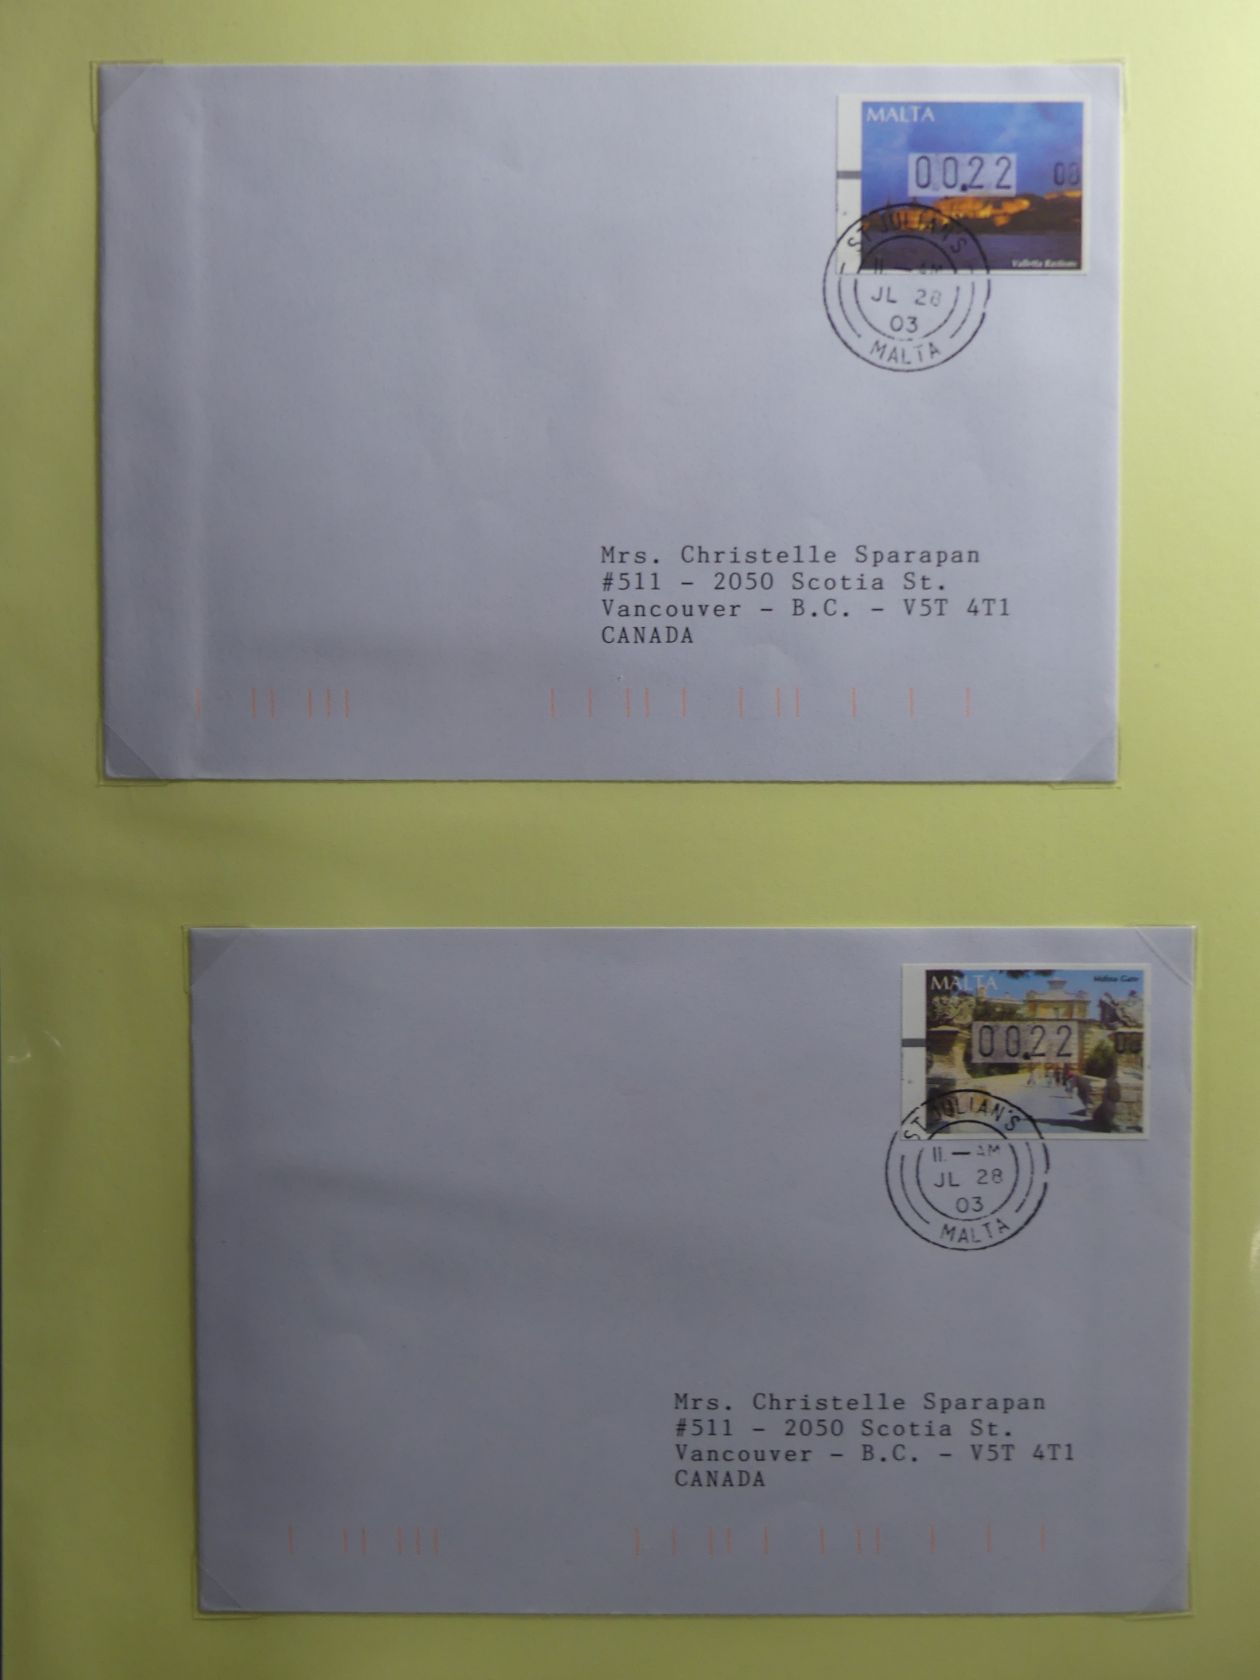 MALTA
00.22
08
Valletta Bastions
ST JULIAN'S
11 — AM
JL 28
03
MALTA
Mrs. Christelle Sparapan
#511 - 2050 Scotia St.
Vancouver - B.C. - V5T 4T1
CANADA
MALTA
Mdina Gate
00.22
ST JULIAN'S
11. — AM
JL 28
03
MALTA
Mrs. Christelle Sparapan
#511 - 2050 Scotia St.
Vancouver - B.C. - V5T 4T1
CANADA